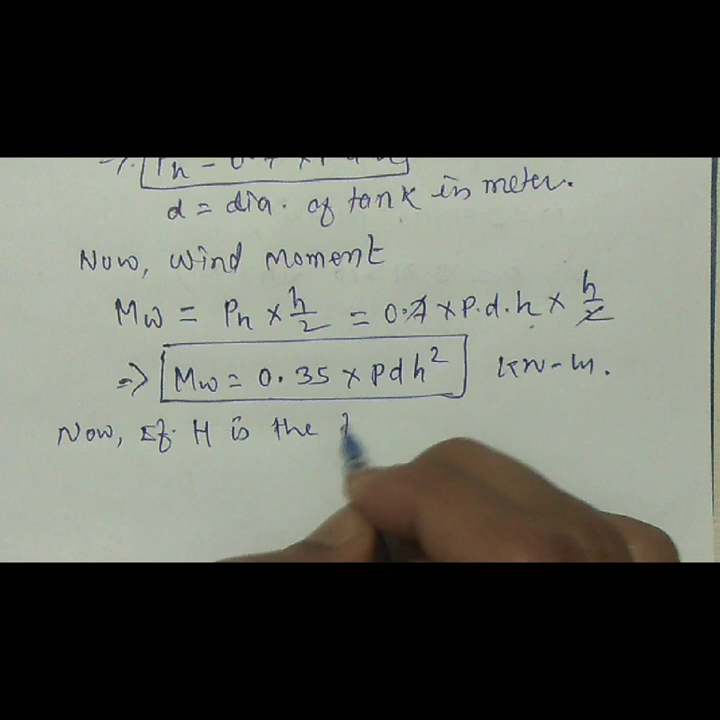 d = dia. of tank in meter.
Now, wind moment
Mw = Ph × h/2 = 0.7 × P.d.h × h/2
=> Mw = 0.35 × pdh² KN-m.
Now, If H is the